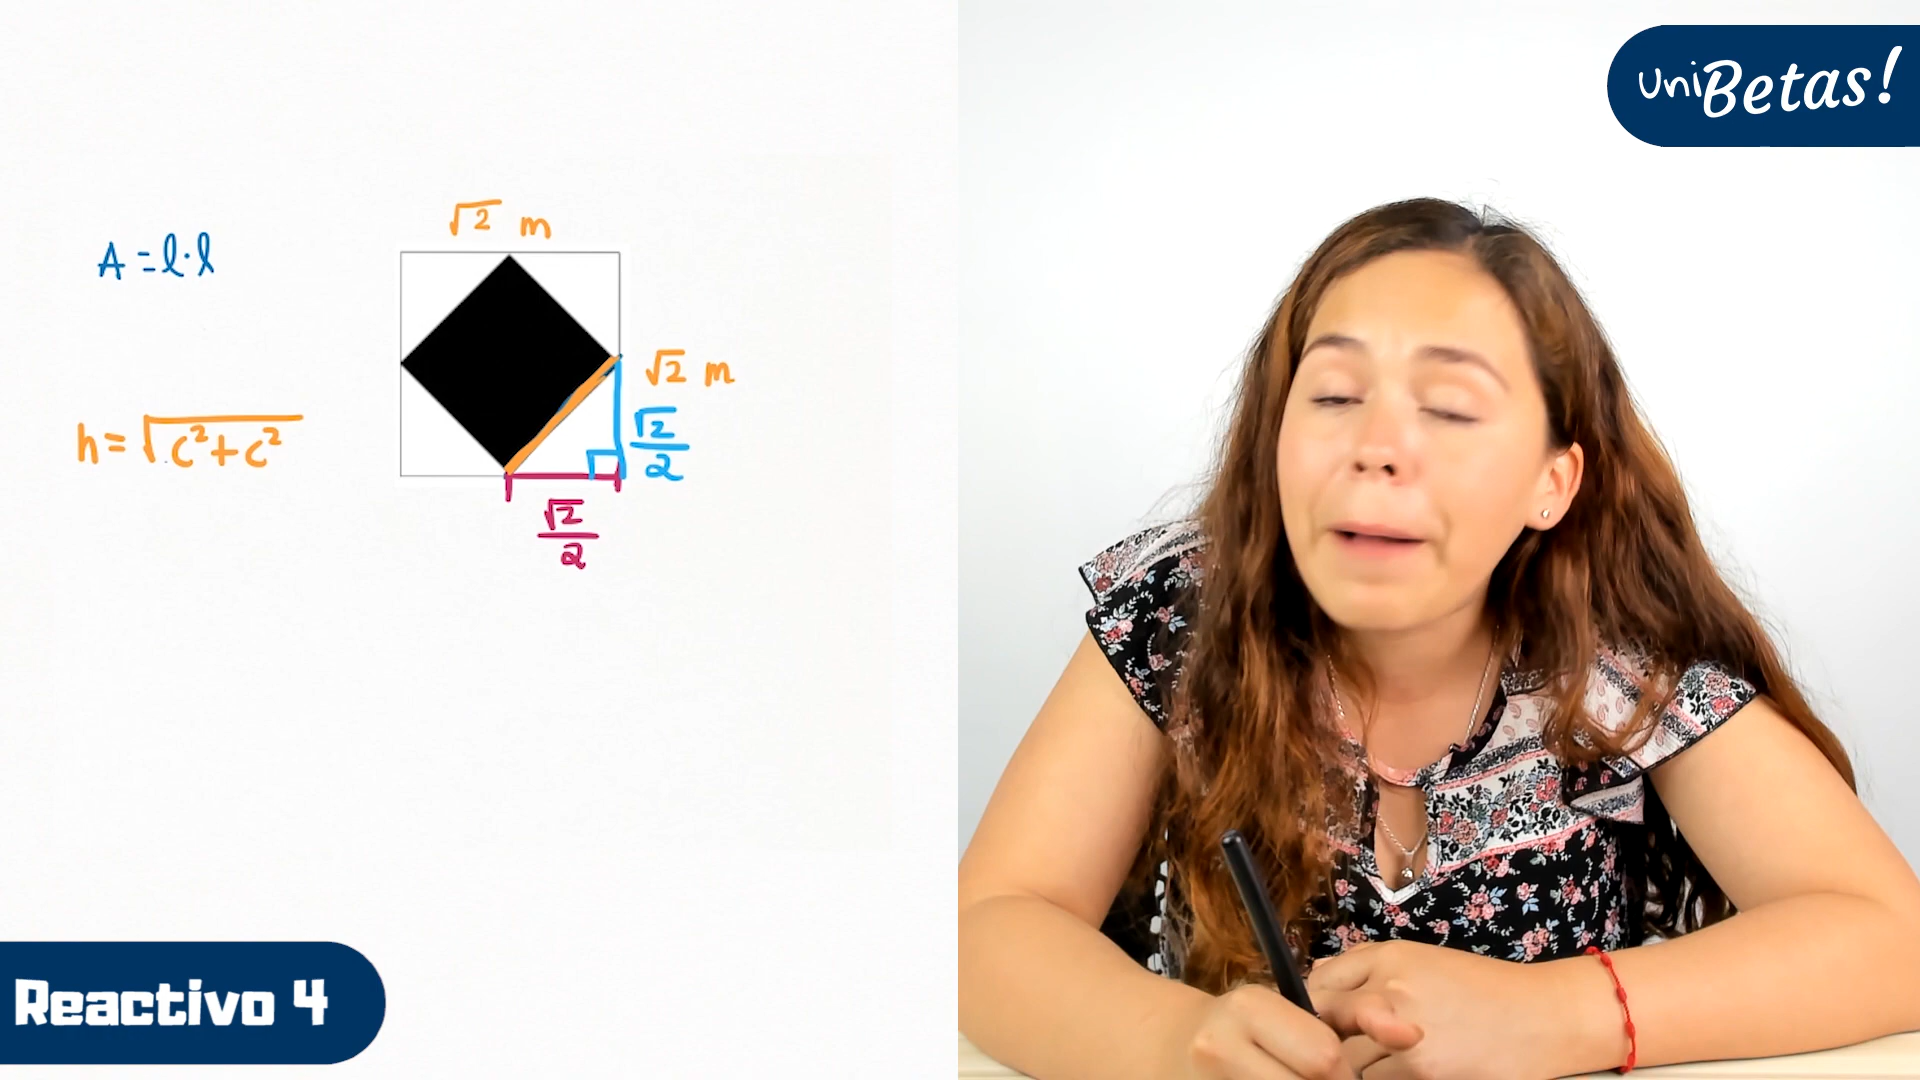 uniBetas!
√2 m
A = l·l
√2 m
h = √c²+c²
√2/2
√2/2
Reactivo 4